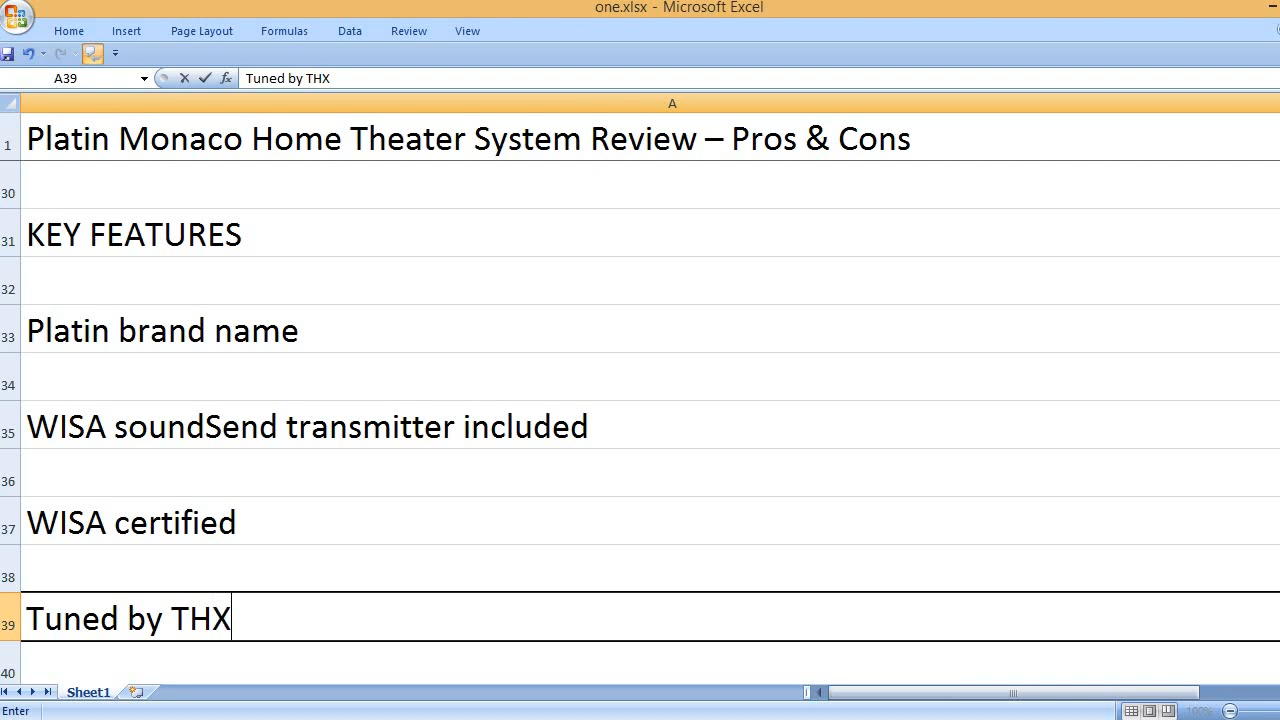 one.xlsx - Microsoft Excel
Home Insert Page Layout Formulas Data Review View
A39 fx Tuned by THX
A
1 Platin Monaco Home Theater System Review – Pros & Cons
30
31 KEY FEATURES
32
33 Platin brand name
34
35 WISA soundSend transmitter included
36
37 WISA certified
38
39 Tuned by THX
40
Sheet1
Enter 100%